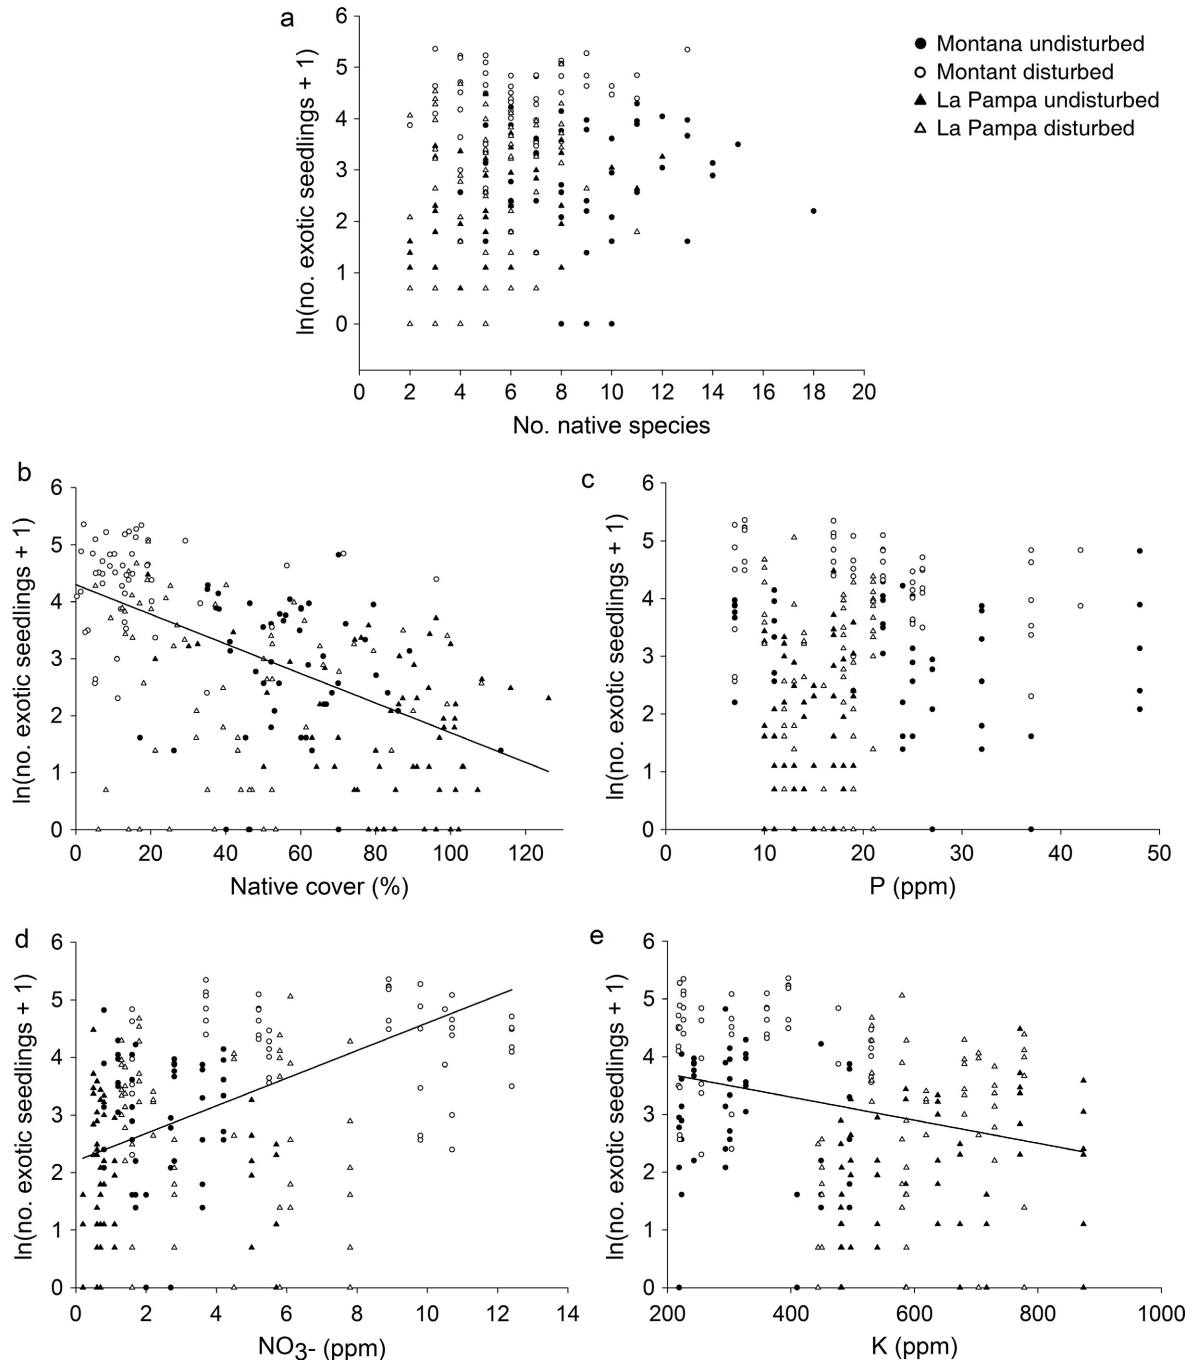 a
6
5
4
3
2
1
0
ln(no. exotic seedlings + 1)
0 2 4 6 8 10 12 14 16 18 20
No. native species
Montana undisturbed
Montant disturbed
La Pampa undisturbed
La Pampa disturbed
b
6
5
4
3
2
1
0
ln(no. exotic seedlings + 1)
0 20 40 60 80 100 120
Native cover (%)
c
6
5
4
3
2
1
0
ln(no. exotic seedlings + 1)
0 10 20 30 40 50
P (ppm)
d
6
5
4
3
2
1
0
ln(no. exotic seedlings + 1)
0 2 4 6 8 10 12 14
NO3- (ppm)
e
6
5
4
3
2
1
0
ln(no. exotic seedlings + 1)
200 400 600 800 1000
K (ppm)